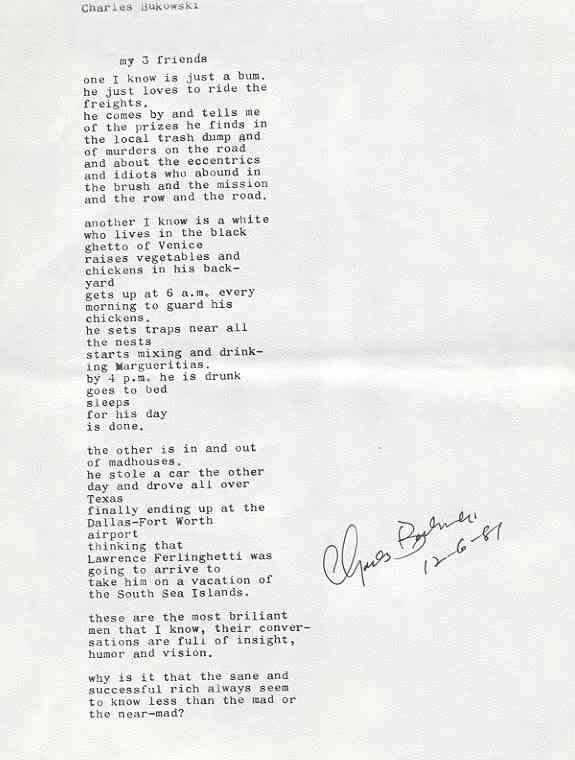 Charles Bukowski
my 3 friends
one I know is just a bum.
he just loves to ride the
freights.
he comes by and tells me
of the prizes he finds in
the local trash dump and
of murders on the road
and about the eccentrics
and idiots who abound in
the brush and the mission
and the row and the road.
another I know is a white
who lives in the black
ghetto of Venice
raises vegetables and
chickens in his back-
yard
gets up at 6 a.m. every
morning to guard his
chickens.
he sets traps near all
the nests
starts mixing and drink-
ing Margueritias.
by 4 p.m. he is drunk
goes to bed
sleeps
for his day
is done.
the other is in and out
of madhouses.
he stole a car the other
day and drove all over
Texas
finally ending up at the
Dallas-Fort Worth
airport
thinking that
Lawrence Ferlinghetti was
going to arrive to
take him on a vacation of
the South Sea Islands.
Charles Bukowski
12-6-81
these are the most briliant
men that I know, their conver-
sations are full of insight,
humor and vision.
why is it that the sane and
successful rich always seem
to know less than the mad or
the near-mad?